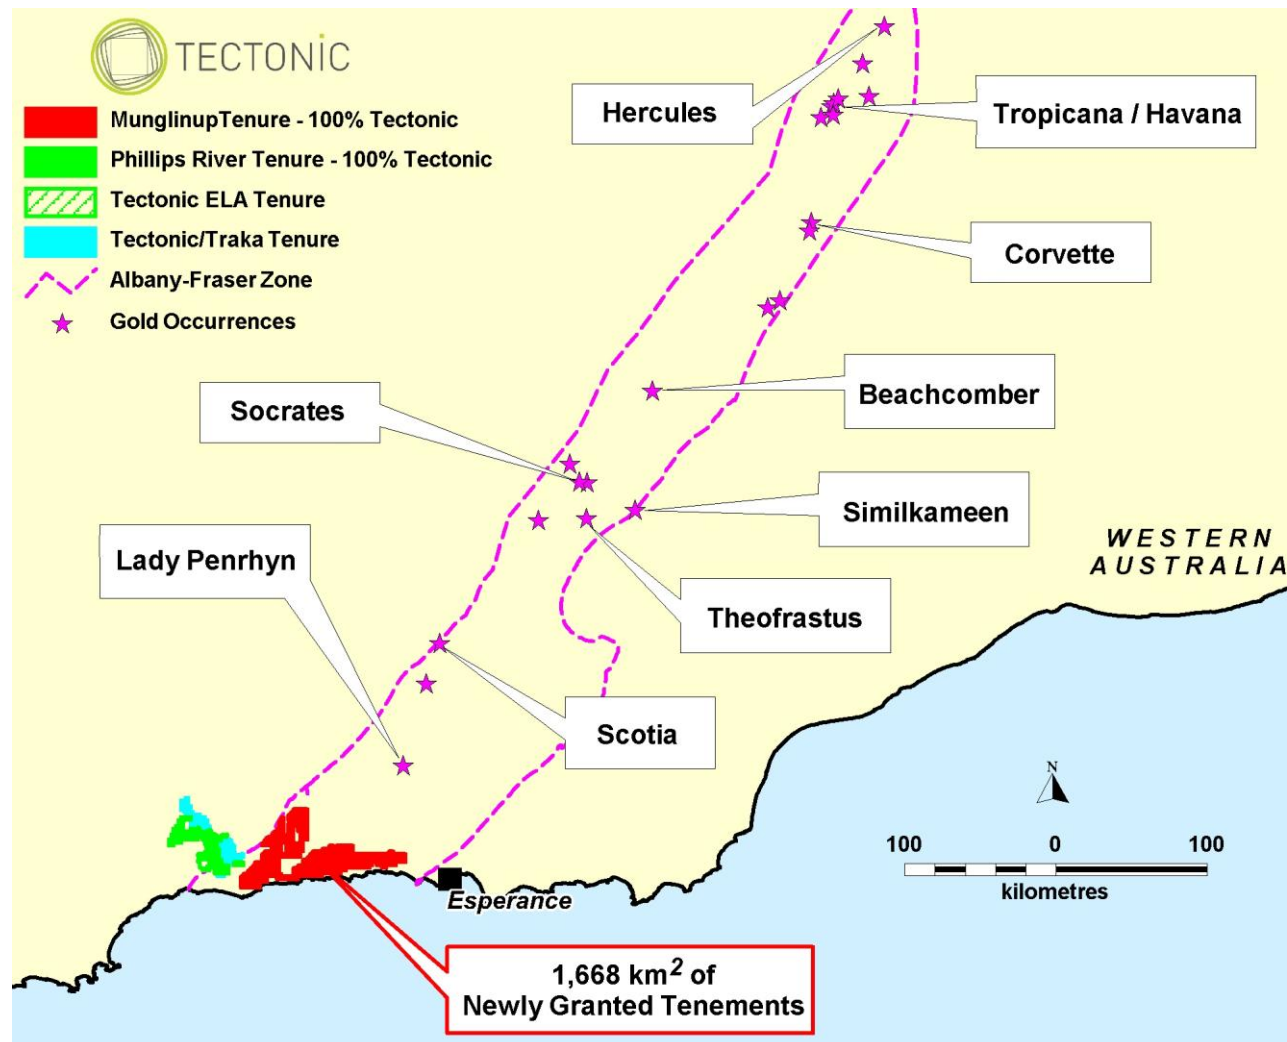 TECTONIC
MunglinupTenure - 100% Tectonic
Phillips River Tenure - 100% Tectonic
Tectonic ELA Tenure
Tectonic/Traka Tenure
Albany-Fraser Zone
Gold Occurrences
Hercules
Tropicana / Havana
Corvette
Beachcomber
Socrates
Similkameen
Lady Penrhyn
Theofrastus
Scotia
WESTERN
AUSTRALIA
N
100 0 100
kilometres
Esperance
1,668 km² of
Newly Granted Tenements